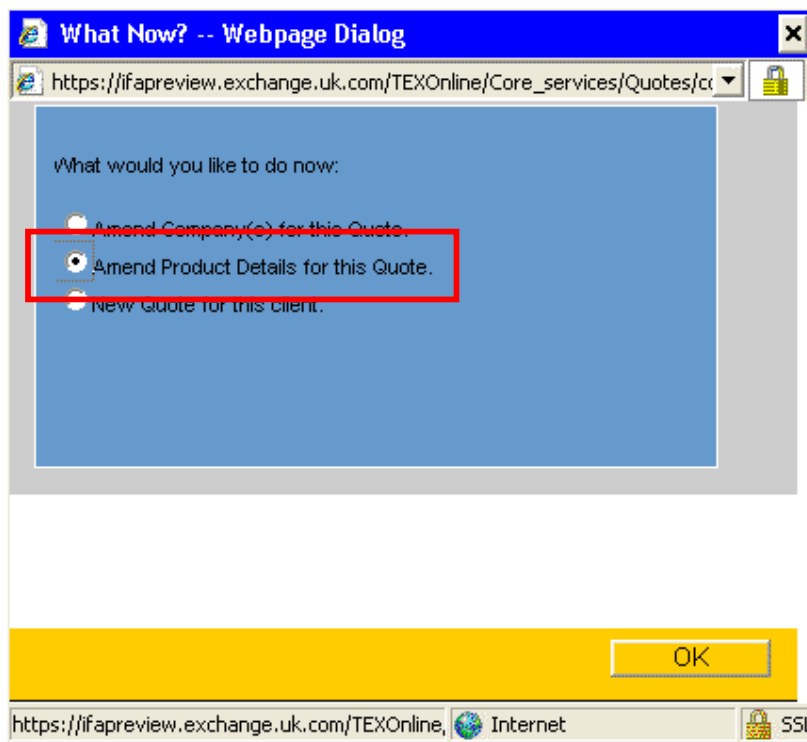 What Now? -- Webpage Dialog
https://ifapreview.exchange.uk.com/TEXOnline/Core_services/Quotes/co
What would you like to do now:
Amend Company(s) for this Quote.
Amend Product Details for this Quote.
New Quote for this client.
OK
https://ifapreview.exchange.uk.com/TEXOnline,
Internet
SSL